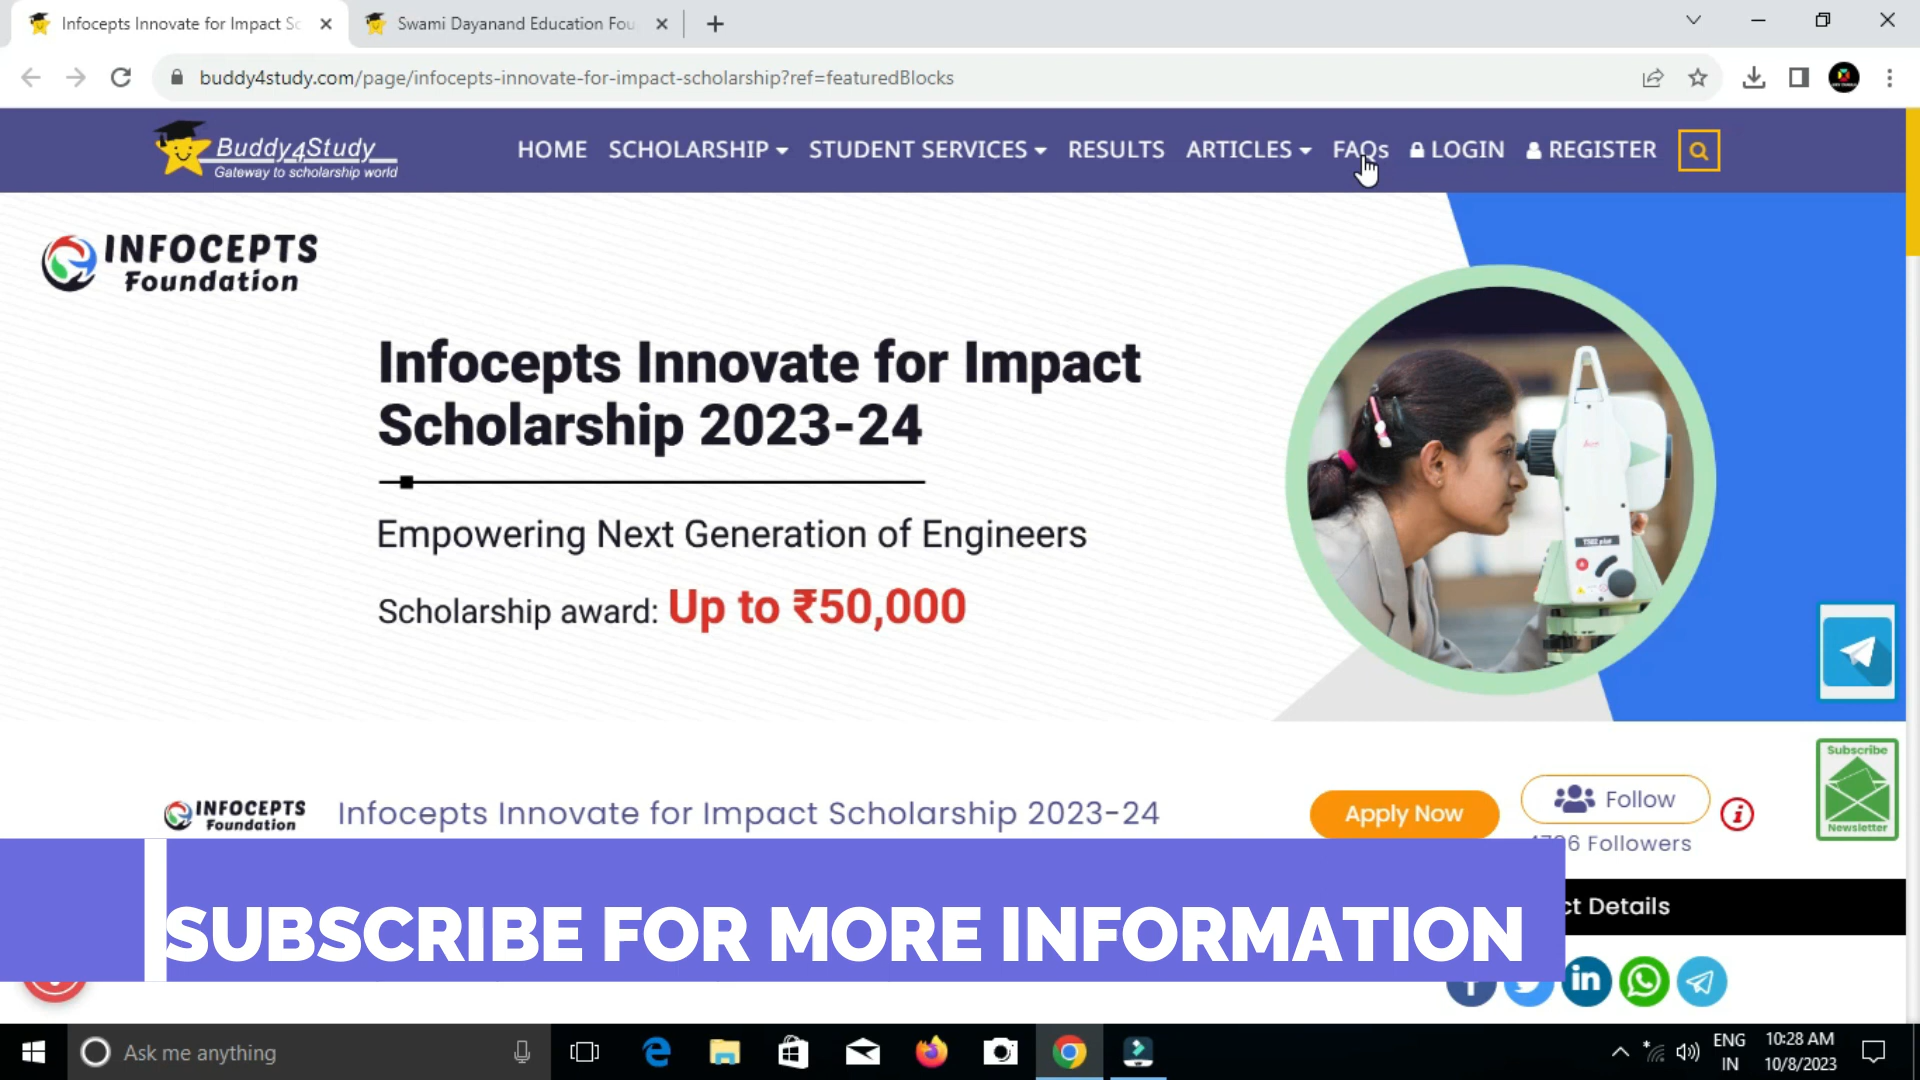 Infocepts Innovate for Impact Sc
Swami Dayanand Education Fou
buddy4study.com/page/infocepts-innovate-for-impact-scholarship?ref=featuredBlocks
Buddy4Study
Gateway to scholarship world
HOME SCHOLARSHIP STUDENT SERVICES RESULTS ARTICLES FAQs LOGIN REGISTER
INFOCEPTS
Foundation
Infocepts Innovate for Impact
Scholarship 2023-24
Empowering Next Generation of Engineers
Scholarship award: Up to ₹50,000
Subscribe
Newsletter
INFOCEPTS
Foundation
Infocepts Innovate for Impact Scholarship 2023-24
Apply Now
Follow
6 Followers
ct Details
SUBSCRIBE FOR MORE INFORMATION
Ask me anything
ENG
IN
10:28 AM
10/8/2023